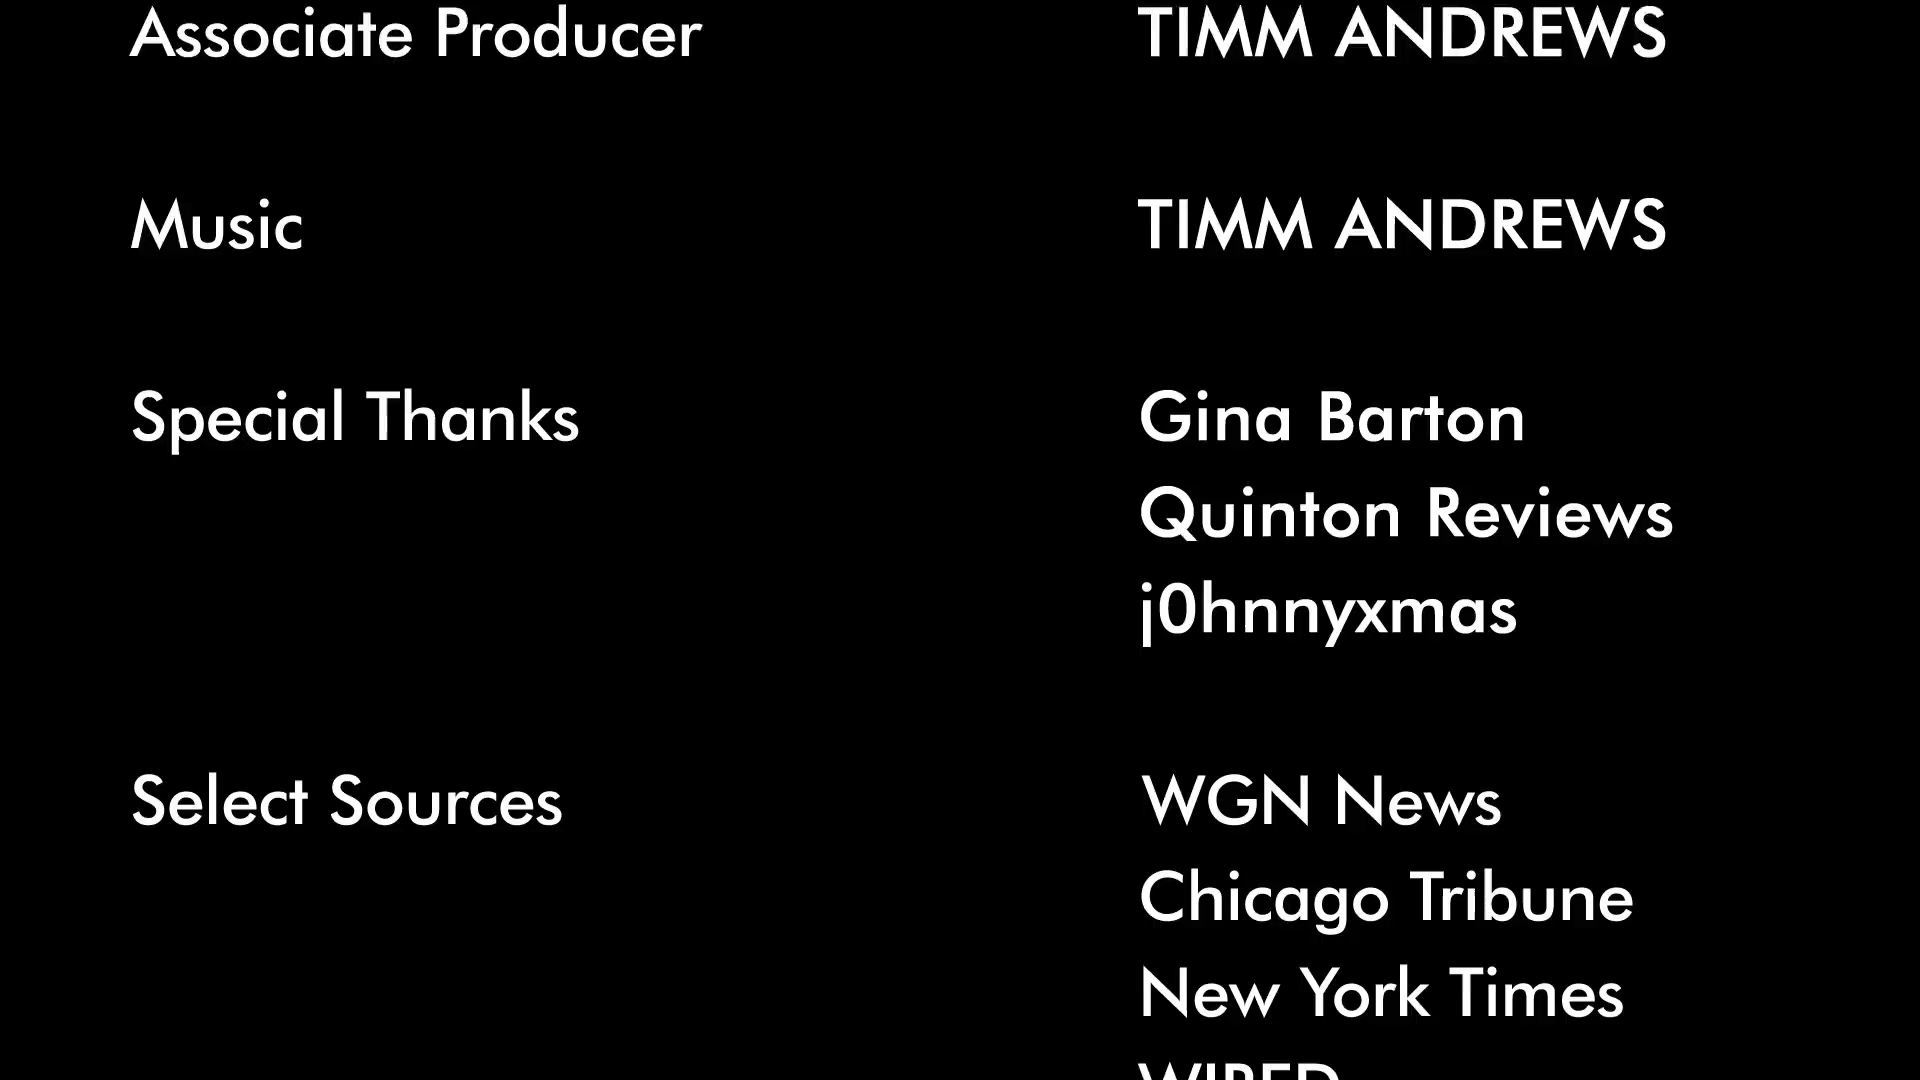 Associate Producer TIMM ANDREWS
Music TIMM ANDREWS
Special Thanks Gina Barton
Quinton Reviews
j0hnnyxmas
Select Sources WGN News
Chicago Tribune
New York Times
WIRED